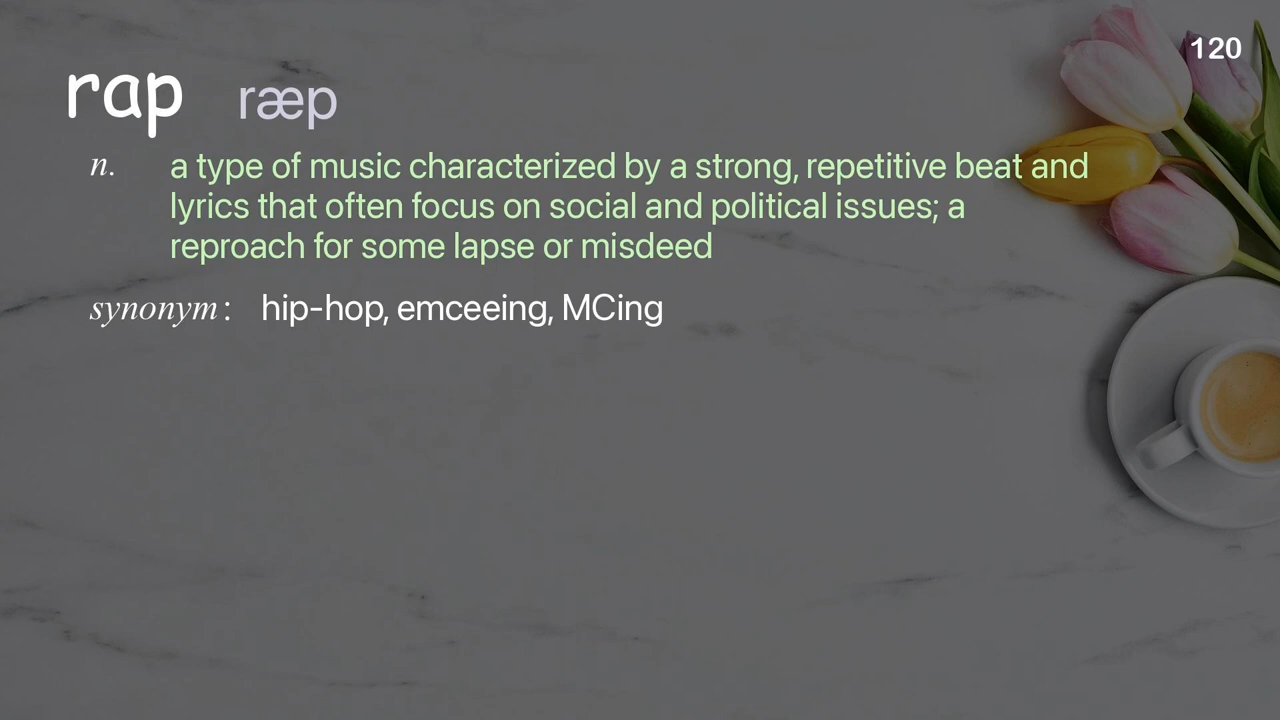 120
rap ræp
n. a type of music characterized by a strong, repetitive beat and
lyrics that often focus on social and political issues; a
reproach for some lapse or misdeed
synonym: hip-hop, emceeing, MCing